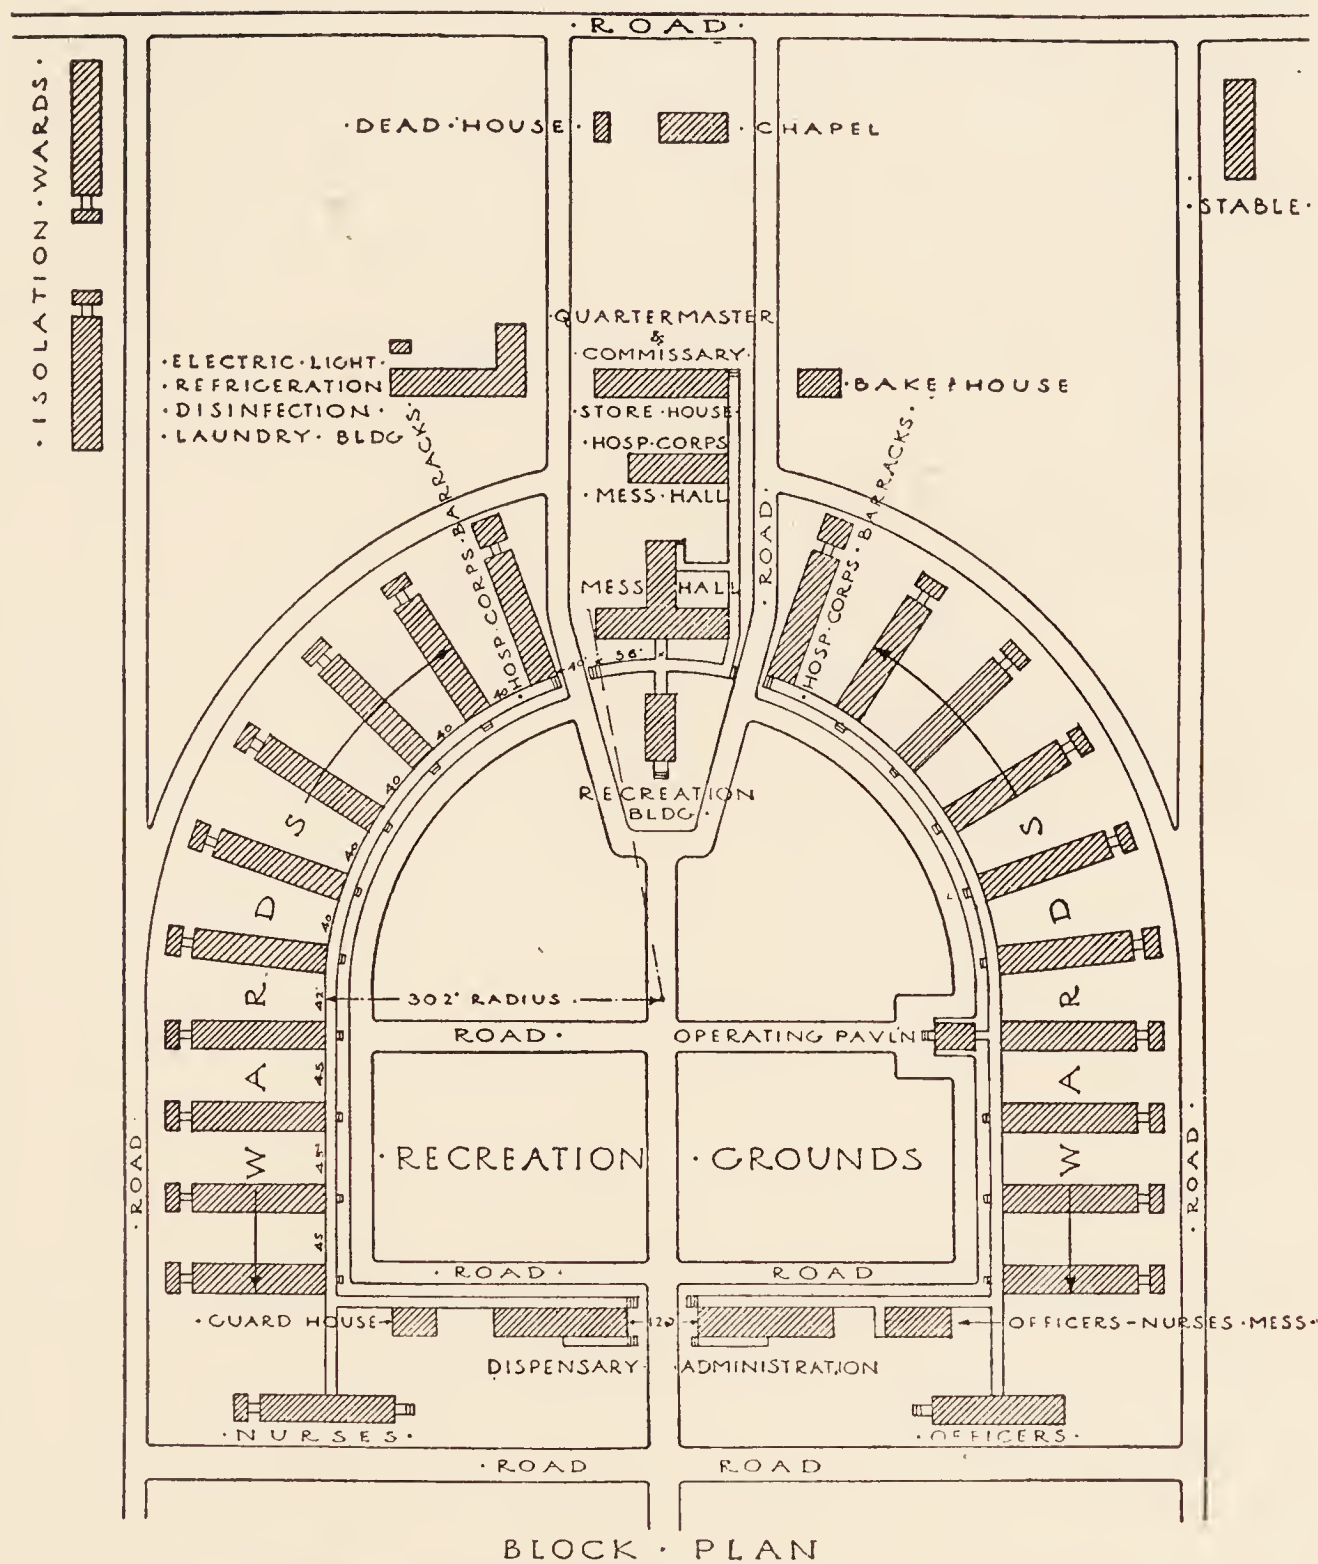 · ROAD ·
· ISOLATION · WARDS ·
· DEAD · HOUSE ·
· CHAPEL
· STABLE ·
· QUARTERMASTER
&
COMMISSARY ·
· ELECTRIC · LIGHT ·
· REFRIGERATION
· DISINFECTION ·
· LAUNDRY · BLDG
· BAKE HOUSE
· STORE · HOUSE ·
· HOSP · CORPS
· MESS · HALL
· HOSP · CORPS · BARRACKS ·
· HOSP · CORPS · BARRACKS ·
· ROAD ·
MESS HALL
40'
56'
40
40
40
40
40
42'
45
45
45
RECREATION
BLDG ·
WARDS
WARDS
302' RADIUS
ROAD ·
OPERATING PAVL'N
· RECREATION · GROUNDS
· ROAD ·
· ROAD ·
· ROAD ·
ROAD
· GUARD HOUSE
120
OFFICERS - NURSES · MESS ·
DISPENSARY · ADMINISTRATION
· NURSES ·
· OFFICERS ·
· ROAD
ROAD
BLOCK · PLAN